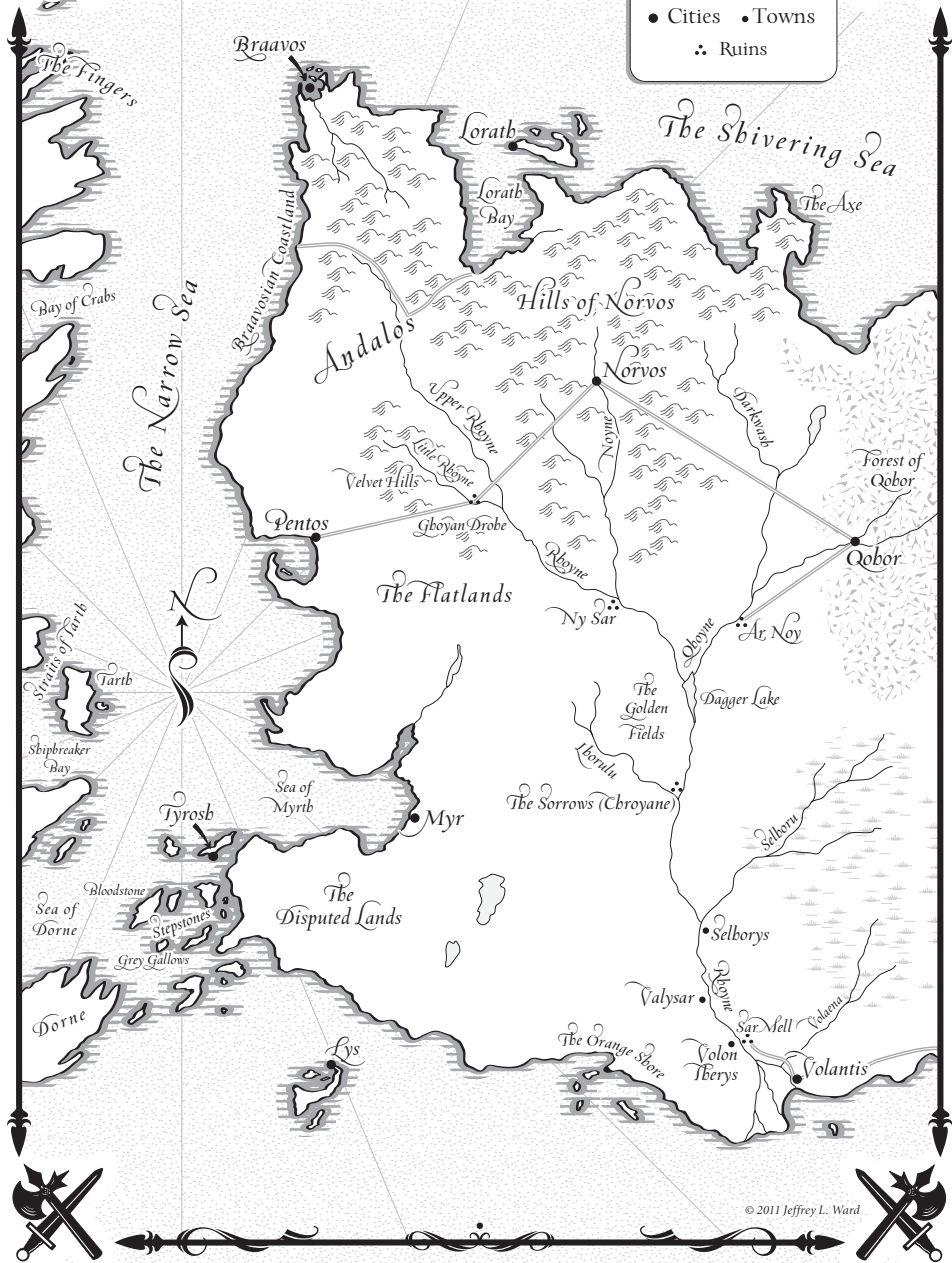 Cities
Towns
Ruins
Braavos
The Fingers
Lorath
The Shivering Sea
Lorath
Bay
The Axe
Braavosian Coastland
Bay of Crabs
The Narrow Sea
Hills of Norvos
Andalos
Norvos
Upper Rhoyne
Darkwash
Noyne
Little Rhoyne
Velvet Hills
Forest of
Qohor
Ghoyan Drohe
Pentos
Qohor
Rhoyne
The Flatlands
N
Ny Sar
Ar Noy
Qhoyne
Straits of Tarth
Tarth
The
Golden
Fields
Dagger Lake
Shipbreaker
Bay
Lhorulu
Sea of
Myrth
The Sorrows (Chroyane)
Tyrosh
Myr
Selhoru
Bloodstone
The
Disputed Lands
Sea of
Dorne
Stepstones
Selhorys
Grey Gallows
Rhoyne
Valysar
Dorne
Sar Mell
Volaena
The Orange Shore
Lys
Volon
Therys
Volantis
© 2011 Jeffrey L. Ward